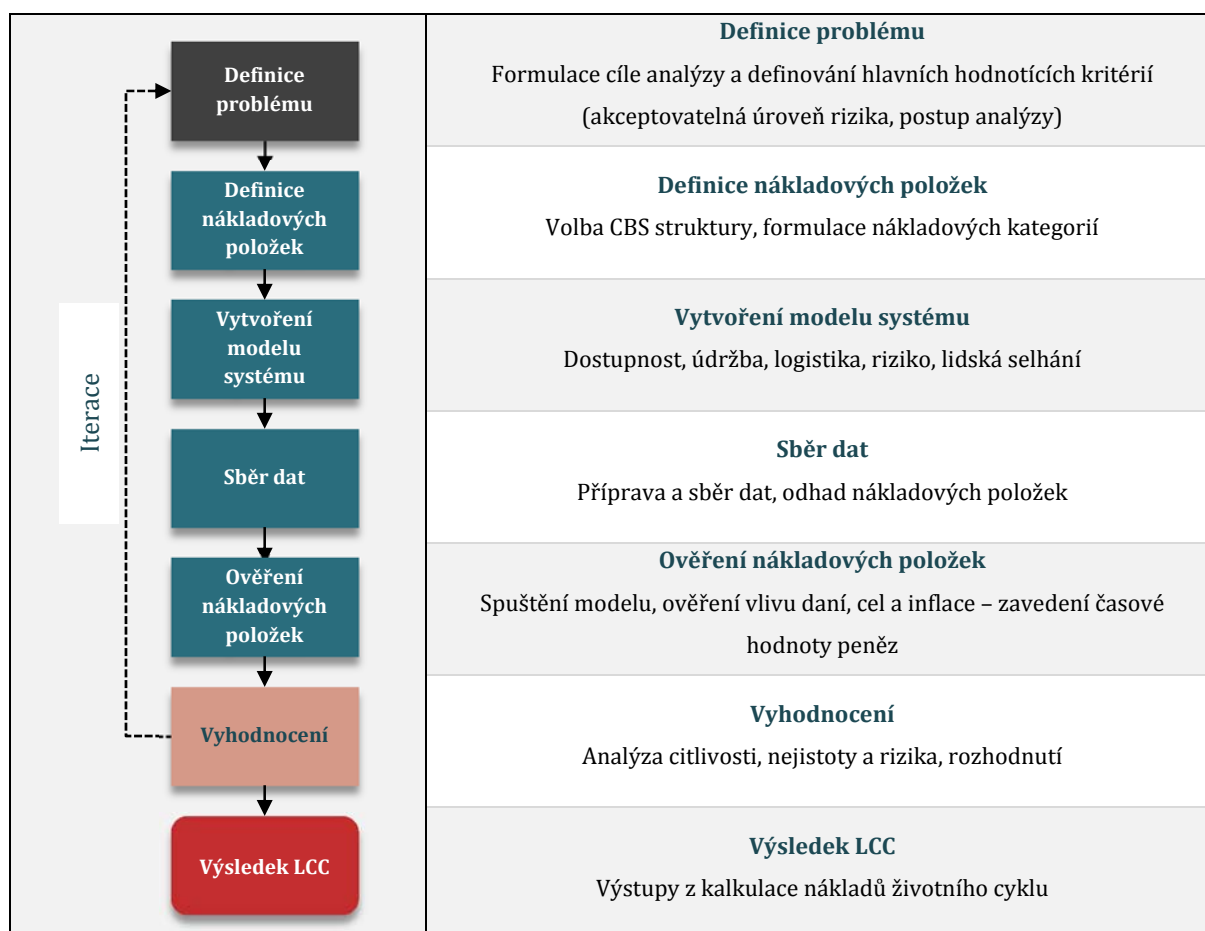 Definice
problému
Definice problému
Formulace cíle analýzy a definování hlavních hodnotících kritérií
(akceptovatelná úroveň rizika, postup analýzy)
Definice
nákladových
položek
Definice nákladových položek
Volba CBS struktury, formulace nákladových kategorií
Vytvoření
modelu
systému
Vytvoření modelu systému
Dostupnost, údržba, logistika, riziko, lidská selhání
Iterace
Sběr dat
Sběr dat
Příprava a sběr dat, odhad nákladových položek
Ověření
nákladových
položek
Ověření nákladových položek
Spuštění modelu, ověření vlivu daní, cel a inflace – zavedení časové
hodnoty peněz
Vyhodnocení
Vyhodnocení
Analýza citlivosti, nejistoty a rizika, rozhodnutí
Výsledek LCC
Výsledek LCC
Výstupy z kalkulace nákladů životního cyklu